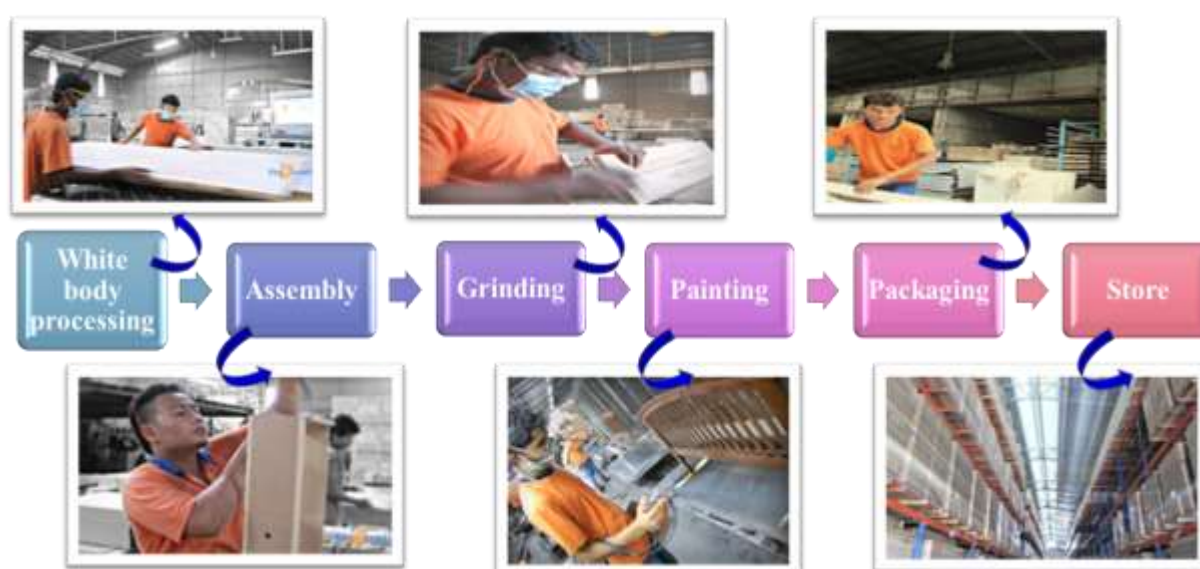 White
body
processing
Assembly
Grinding
Painting
Packaging
Store